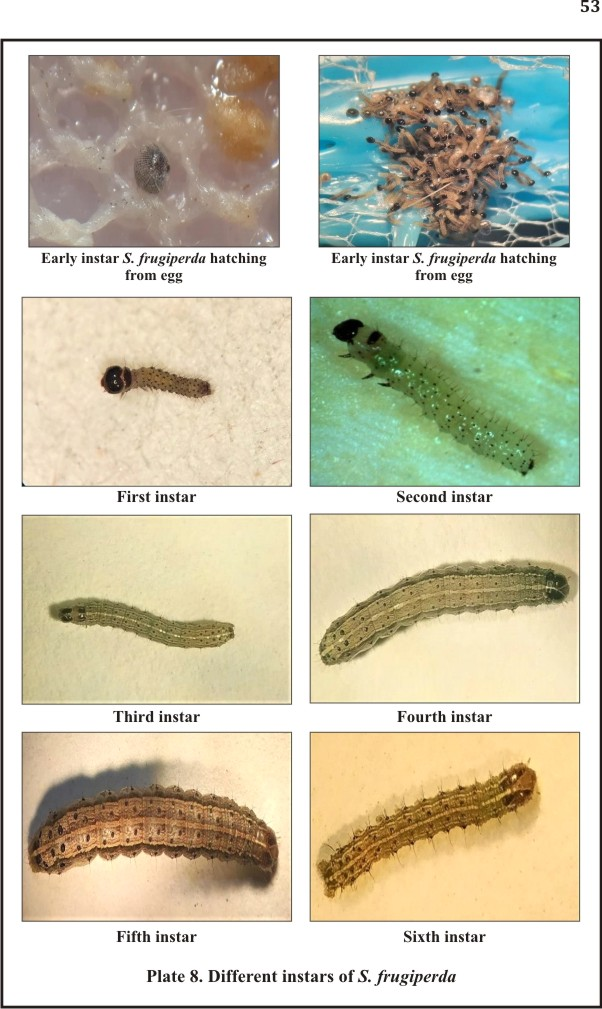 53
Early instar S. frugiperda hatching
from egg
Early instar S. frugiperda hatching
from egg
First instar
Second instar
Third instar
Fourth instar
Fifth instar
Sixth instar
Plate 8. Different instars of S. frugiperda